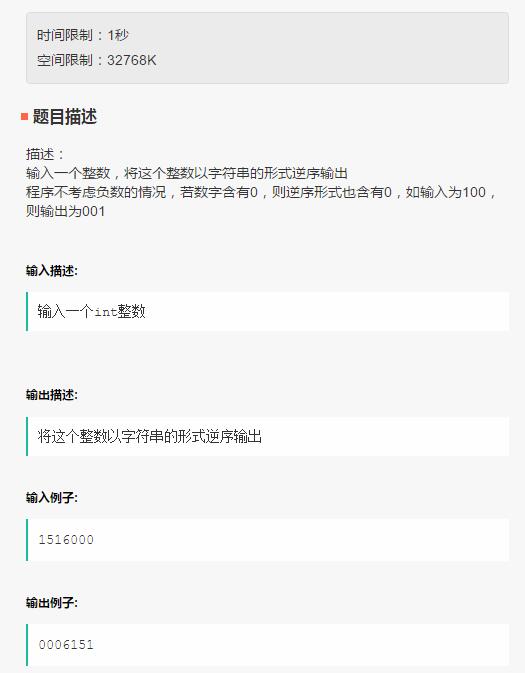 时间限制：1秒
空间限制：32768K
题目描述
描述：
输入一个整数，将这个整数以字符串的形式逆序输出
程序不考虑负数的情况，若数字含有0，则逆序形式也含有0，如输入为100，
则输出为001
输入描述:
输入一个int整数
输出描述:
将这个整数以字符串的形式逆序输出
输入例子:
1516000
输出例子:
0006151